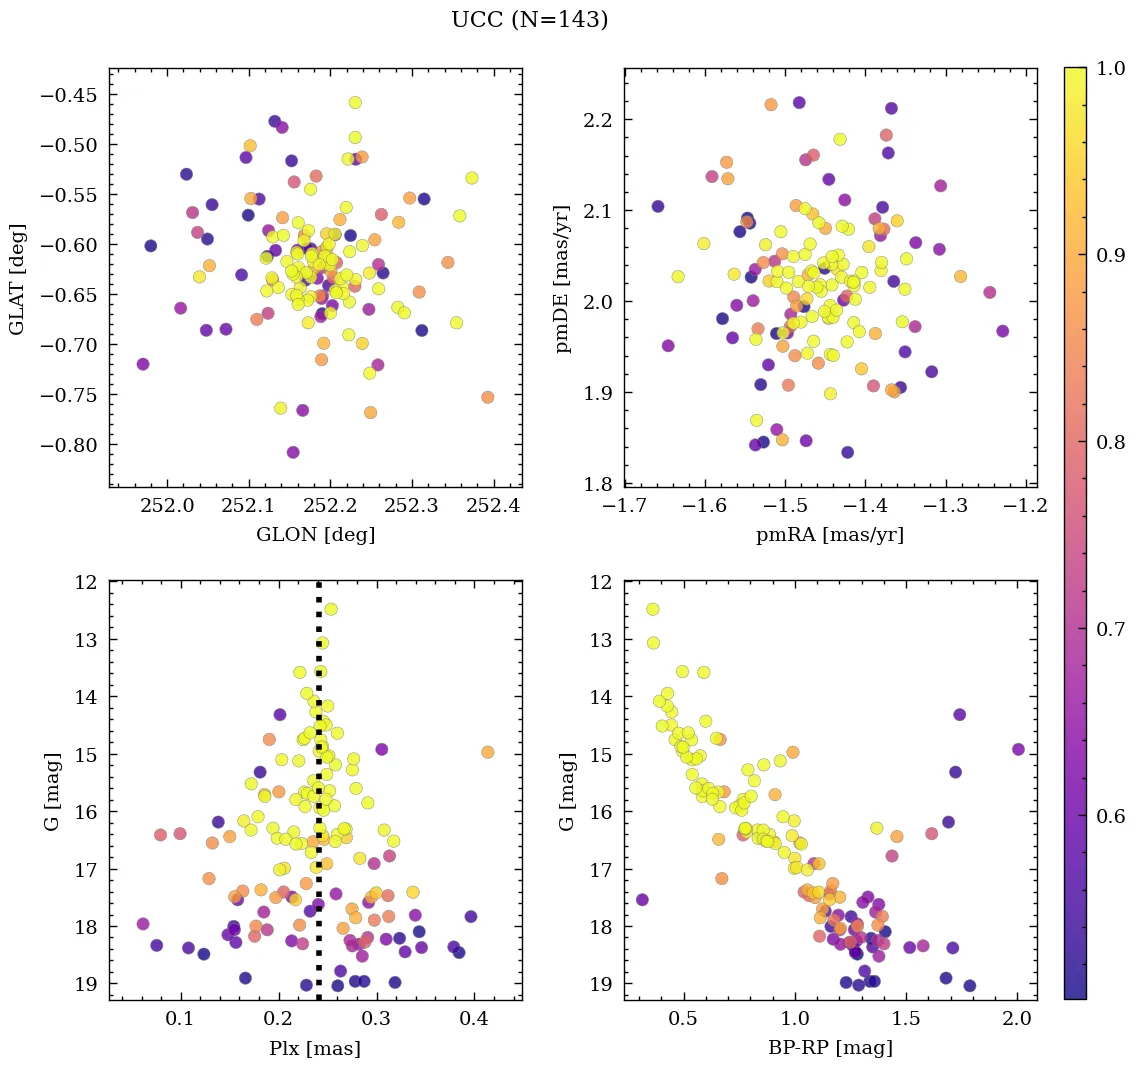 UCC (N=143)
−0.45
−0.50
−0.55
−0.60
−0.65
−0.70
−0.75
−0.80
GLAT [deg]
252.0 252.1 252.2 252.3 252.4
GLON [deg]
2.2
2.1
2.0
1.9
1.8
pmDE [mas/yr]
−1.7 −1.6 −1.5 −1.4 −1.3 −1.2
pmRA [mas/yr]
12
13
14
15
16
17
18
19
G [mag]
0.1 0.2 0.3 0.4
Plx [mas]
12
13
14
15
16
17
18
19
G [mag]
0.5 1.0 1.5 2.0
BP-RP [mag]
1.0
0.9
0.8
0.7
0.6